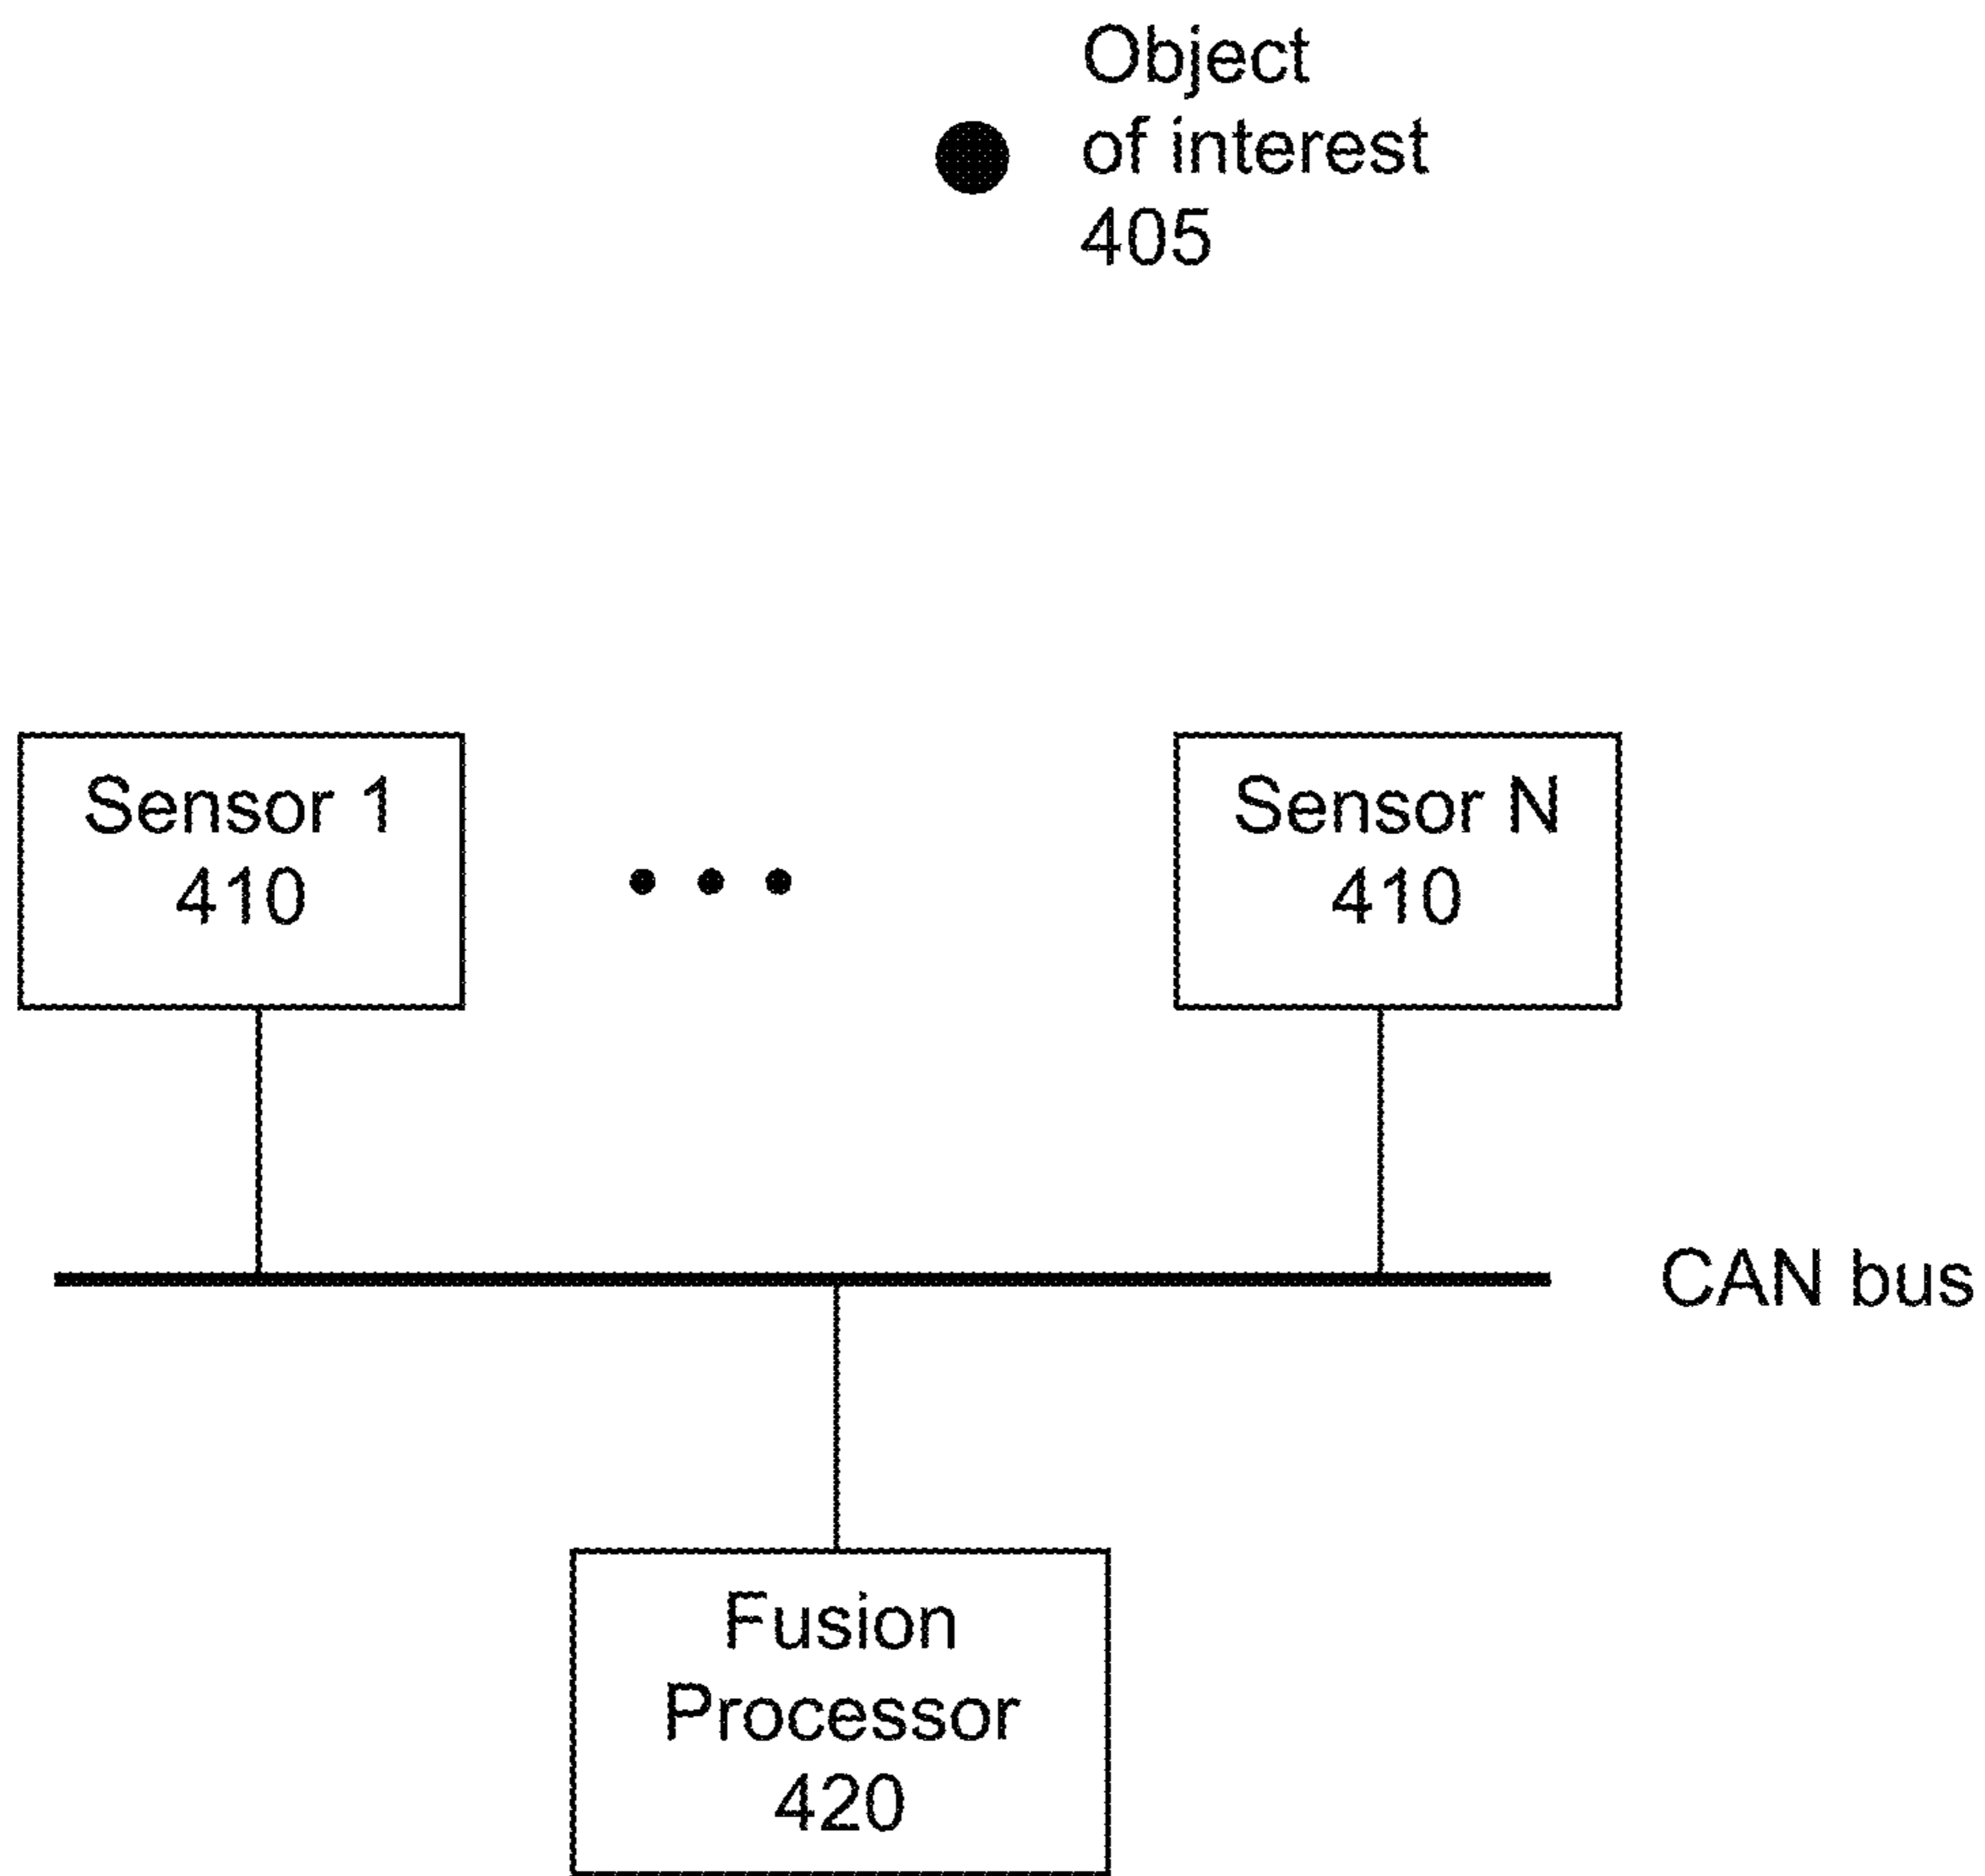 Object
of interest
405
Sensor 1
410
Sensor N
410
CAN bus
Fusion
Processor
420